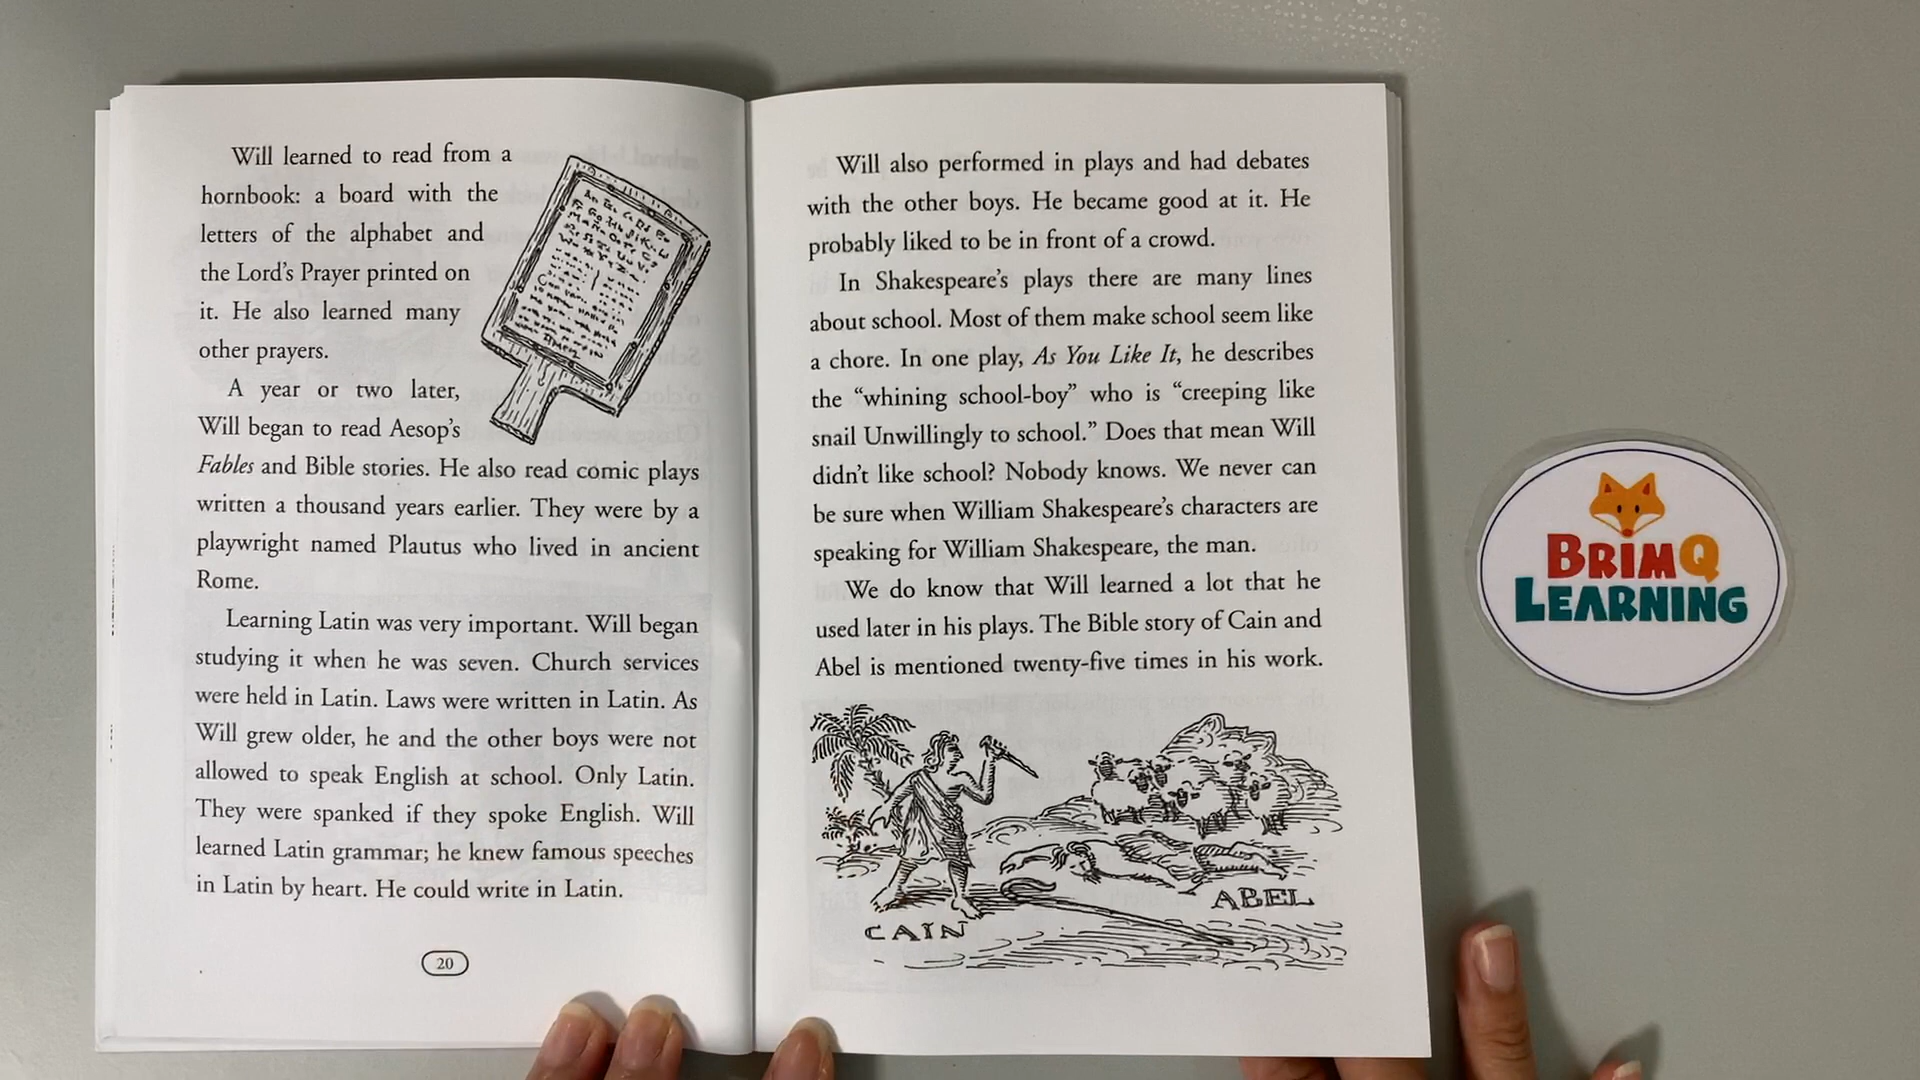 Will learned to read from a
hornbook: a board with the
letters of the alphabet and
the Lord's Prayer printed on
it. He also learned many
other prayers.
A year or two later,
Will began to read Aesop's
Fables and Bible stories. He also read comic plays
written a thousand years earlier. They were by a
playwright named Plautus who lived in ancient
Rome.
Learning Latin was very important. Will began
studying it when he was seven. Church services
were held in Latin. Laws were written in Latin. As
Will grew older, he and the other boys were not
allowed to speak English at school. Only Latin.
They were spanked if they spoke English. Will
learned Latin grammar; he knew famous speeches
in Latin by heart. He could write in Latin.
20
Will also performed in plays and had debates
with the other boys. He became good at it. He
probably liked to be in front of a crowd.
In Shakespeare's plays there are many lines
about school. Most of them make school seem like
a chore. In one play, As You Like It, he describes
the “whining school-boy” who is “creeping like
snail Unwillingly to school.” Does that mean Will
didn't like school? Nobody knows. We never can
be sure when William Shakespeare's characters are
speaking for William Shakespeare, the man.
We do know that Will learned a lot that he
used later in his plays. The Bible story of Cain and
Abel is mentioned twenty-five times in his work.
CAIN
ABEL
BRIMQ
LEARNING